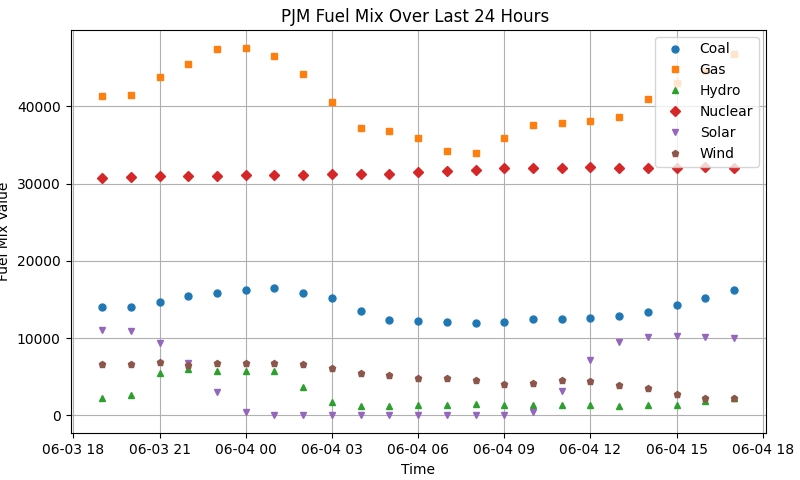 PJM Fuel Mix Over Last 24 Hours
Fuel Mix Value
40000
30000
20000
10000
0
Coal
Gas
Hydro
Nuclear
Solar
Wind
06-03 18 06-03 21 06-04 00 06-04 03 06-04 06 06-04 09 06-04 12 06-04 15 06-04 18
Time